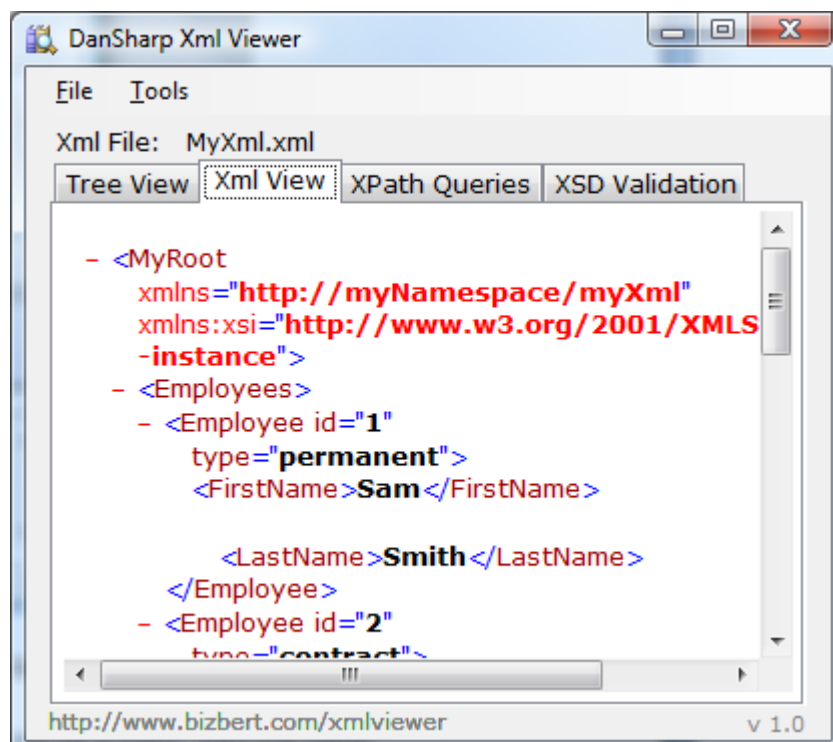 DanSharp Xml Viewer
File Tools
Xml File: MyXml.xml
Tree View Xml View XPath Queries XSD Validation
- <MyRoot
xmlns="http://myNamespace/myXml"
xmlns:xsi="http://www.w3.org/2001/XMLS
-instance">
- <Employees>
- <Employee id="1"
type="permanent">
<FirstName>Sam</FirstName>
<LastName>Smith</LastName>
</Employee>
- <Employee id="2"
type="contract">
http://www.bizbert.com/xmlviewer v 1.0